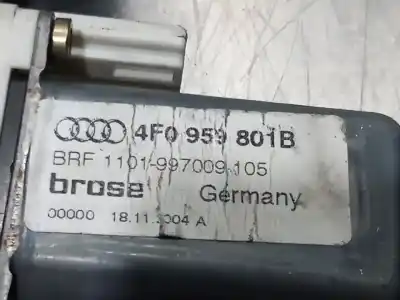 4F0 959 801B
BRF 1101-997009 105
brose Germany
00000 18.11.2004 A